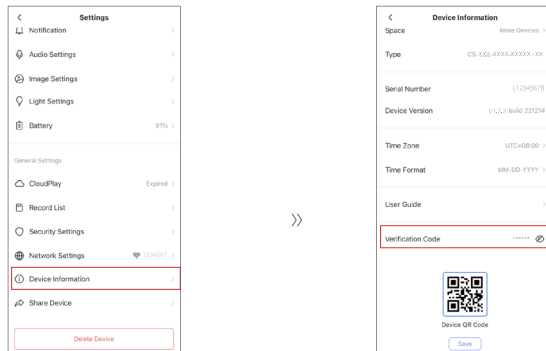 Settings
Notification
Audio Settings
Image Settings
Light Settings
Battery 91%
General Settings
CloudPlay Expired
Record List
Security Settings
Network Settings 1234567
Device Information
Share Device
Delete Device
Device Information
Space More Devices
Type CS-XXX-XXXX-XXXXX-XX
Serial Number L12345678
Device Version build 221214
Time Zone UTC+08:00
Time Format MM-DD-YYYY
User Guide
Verification Code ······
Device QR Code
Save